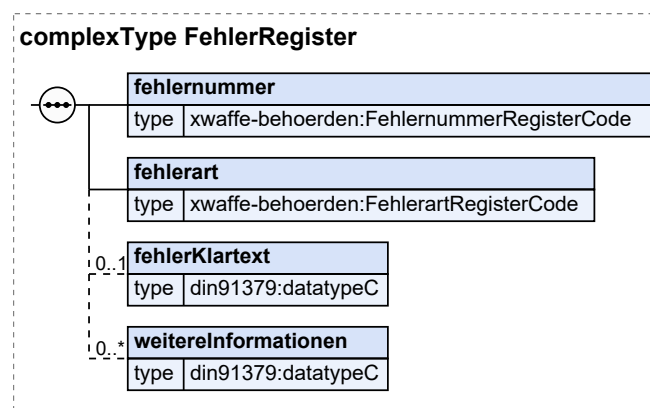 complexType FehlerRegister
fehlernummer
type xwaffe-behoerden:FehlernummerRegisterCode
fehlerart
type xwaffe-behoerden:FehlerartRegisterCode
0..1 fehlerKlartext
type din91379:datatypeC
0..* weitereInformationen
type din91379:datatypeC